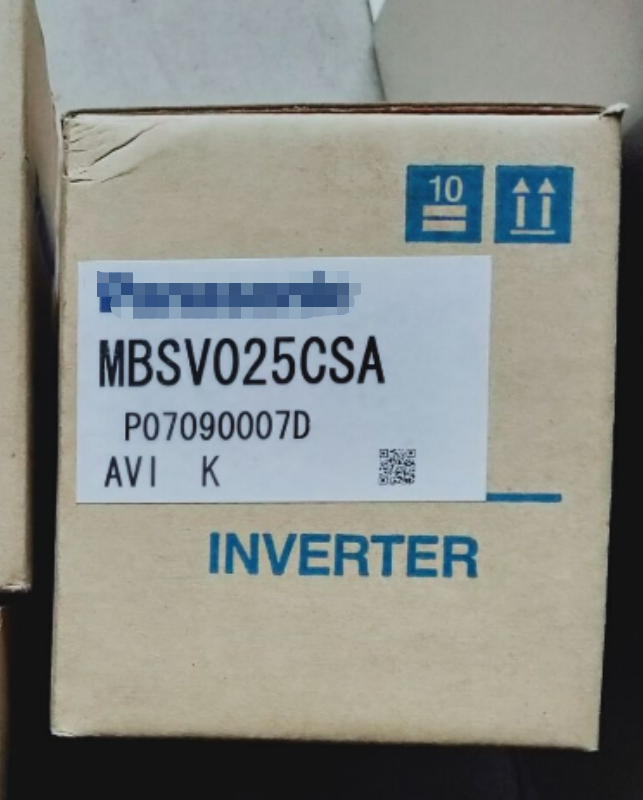 10
MBSV025CSA
P07090007D
AVI K
INVERTER